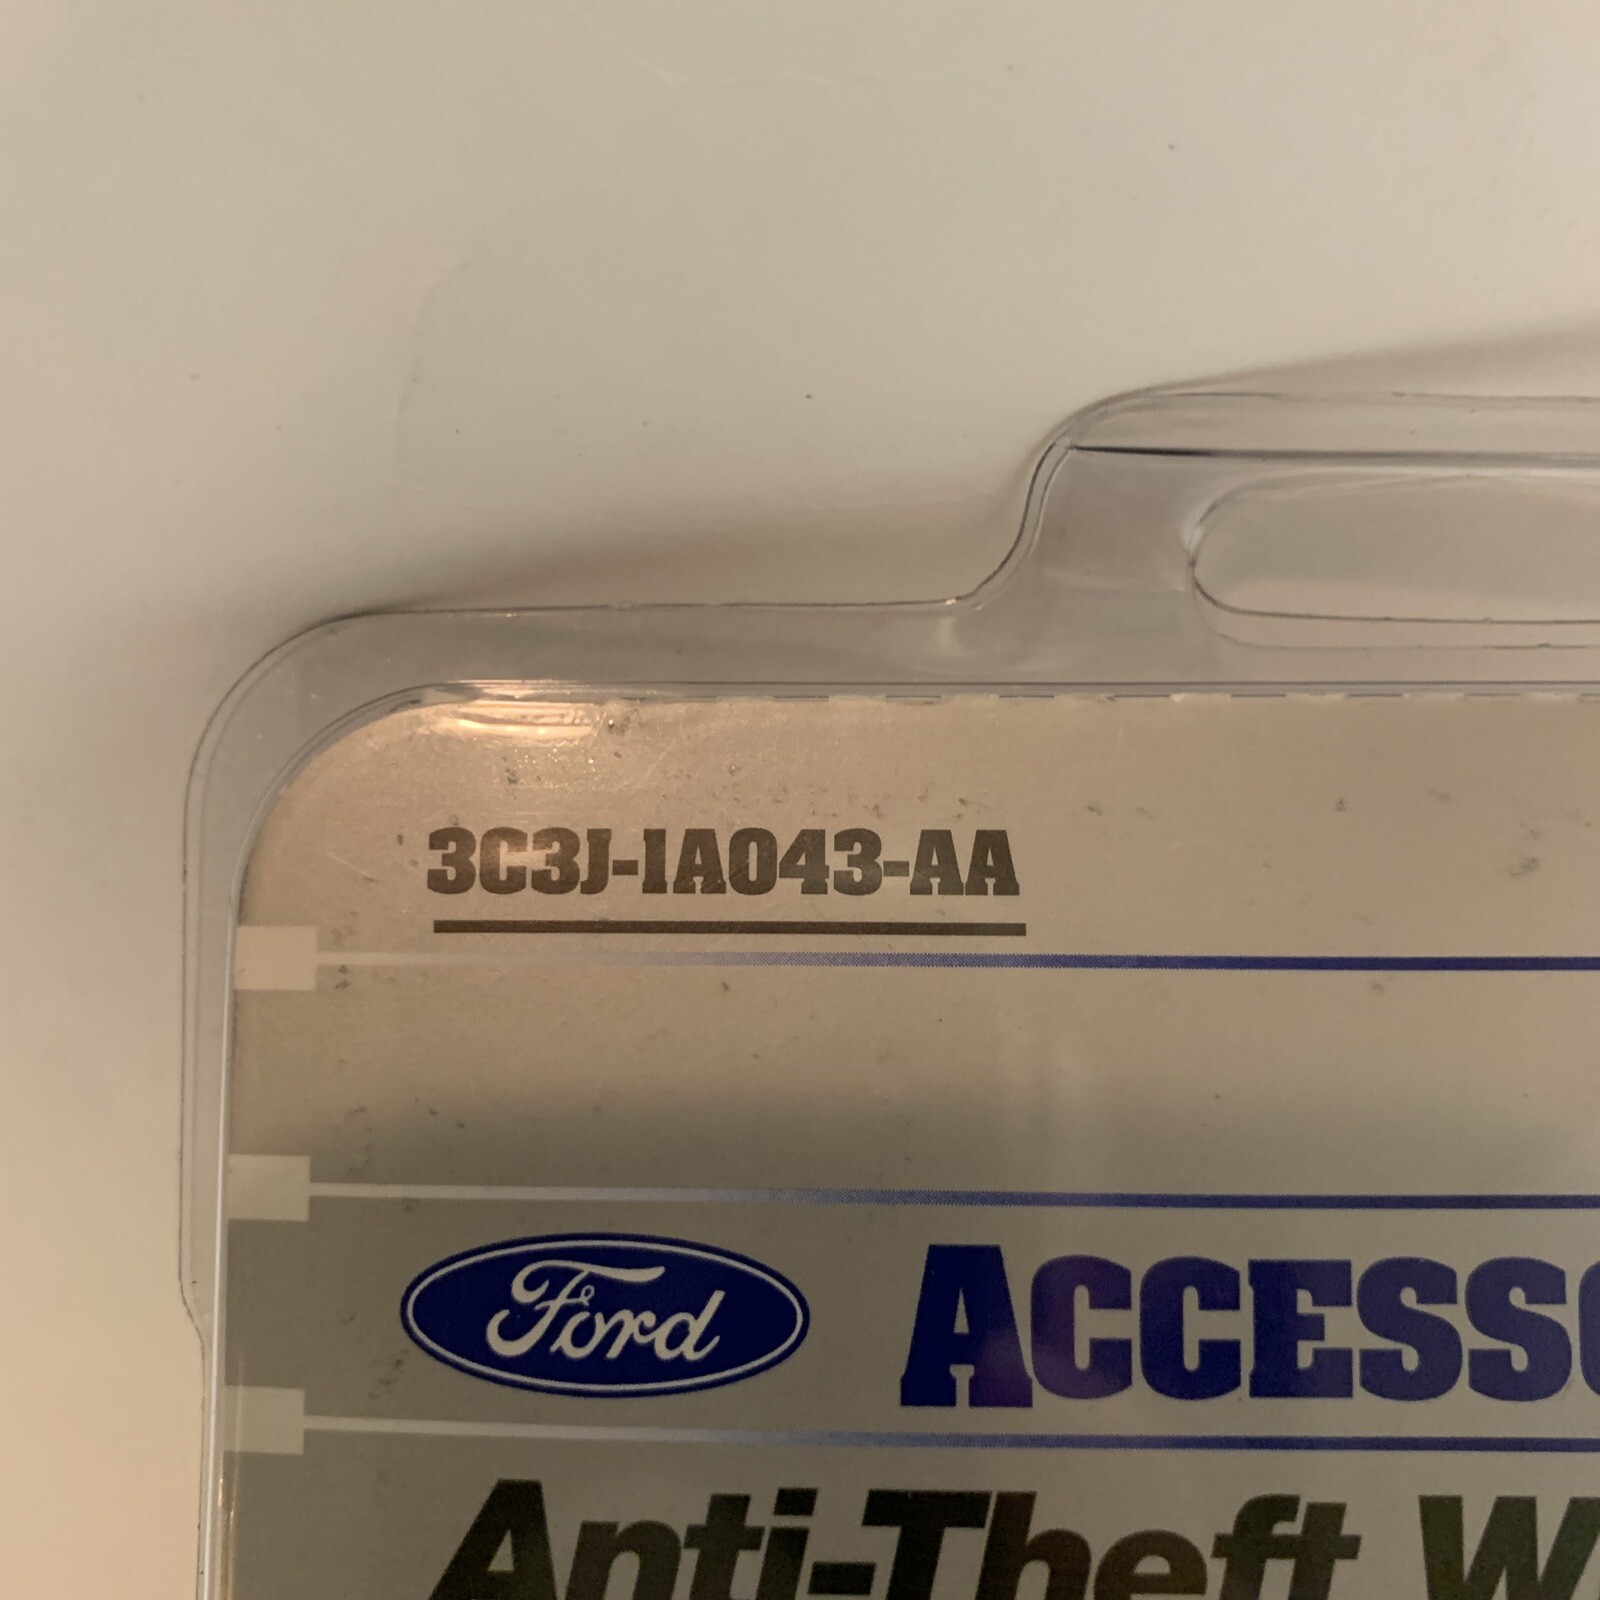 3C3J-1A043-AA
Ford ACCESSO
Anti-Theft W